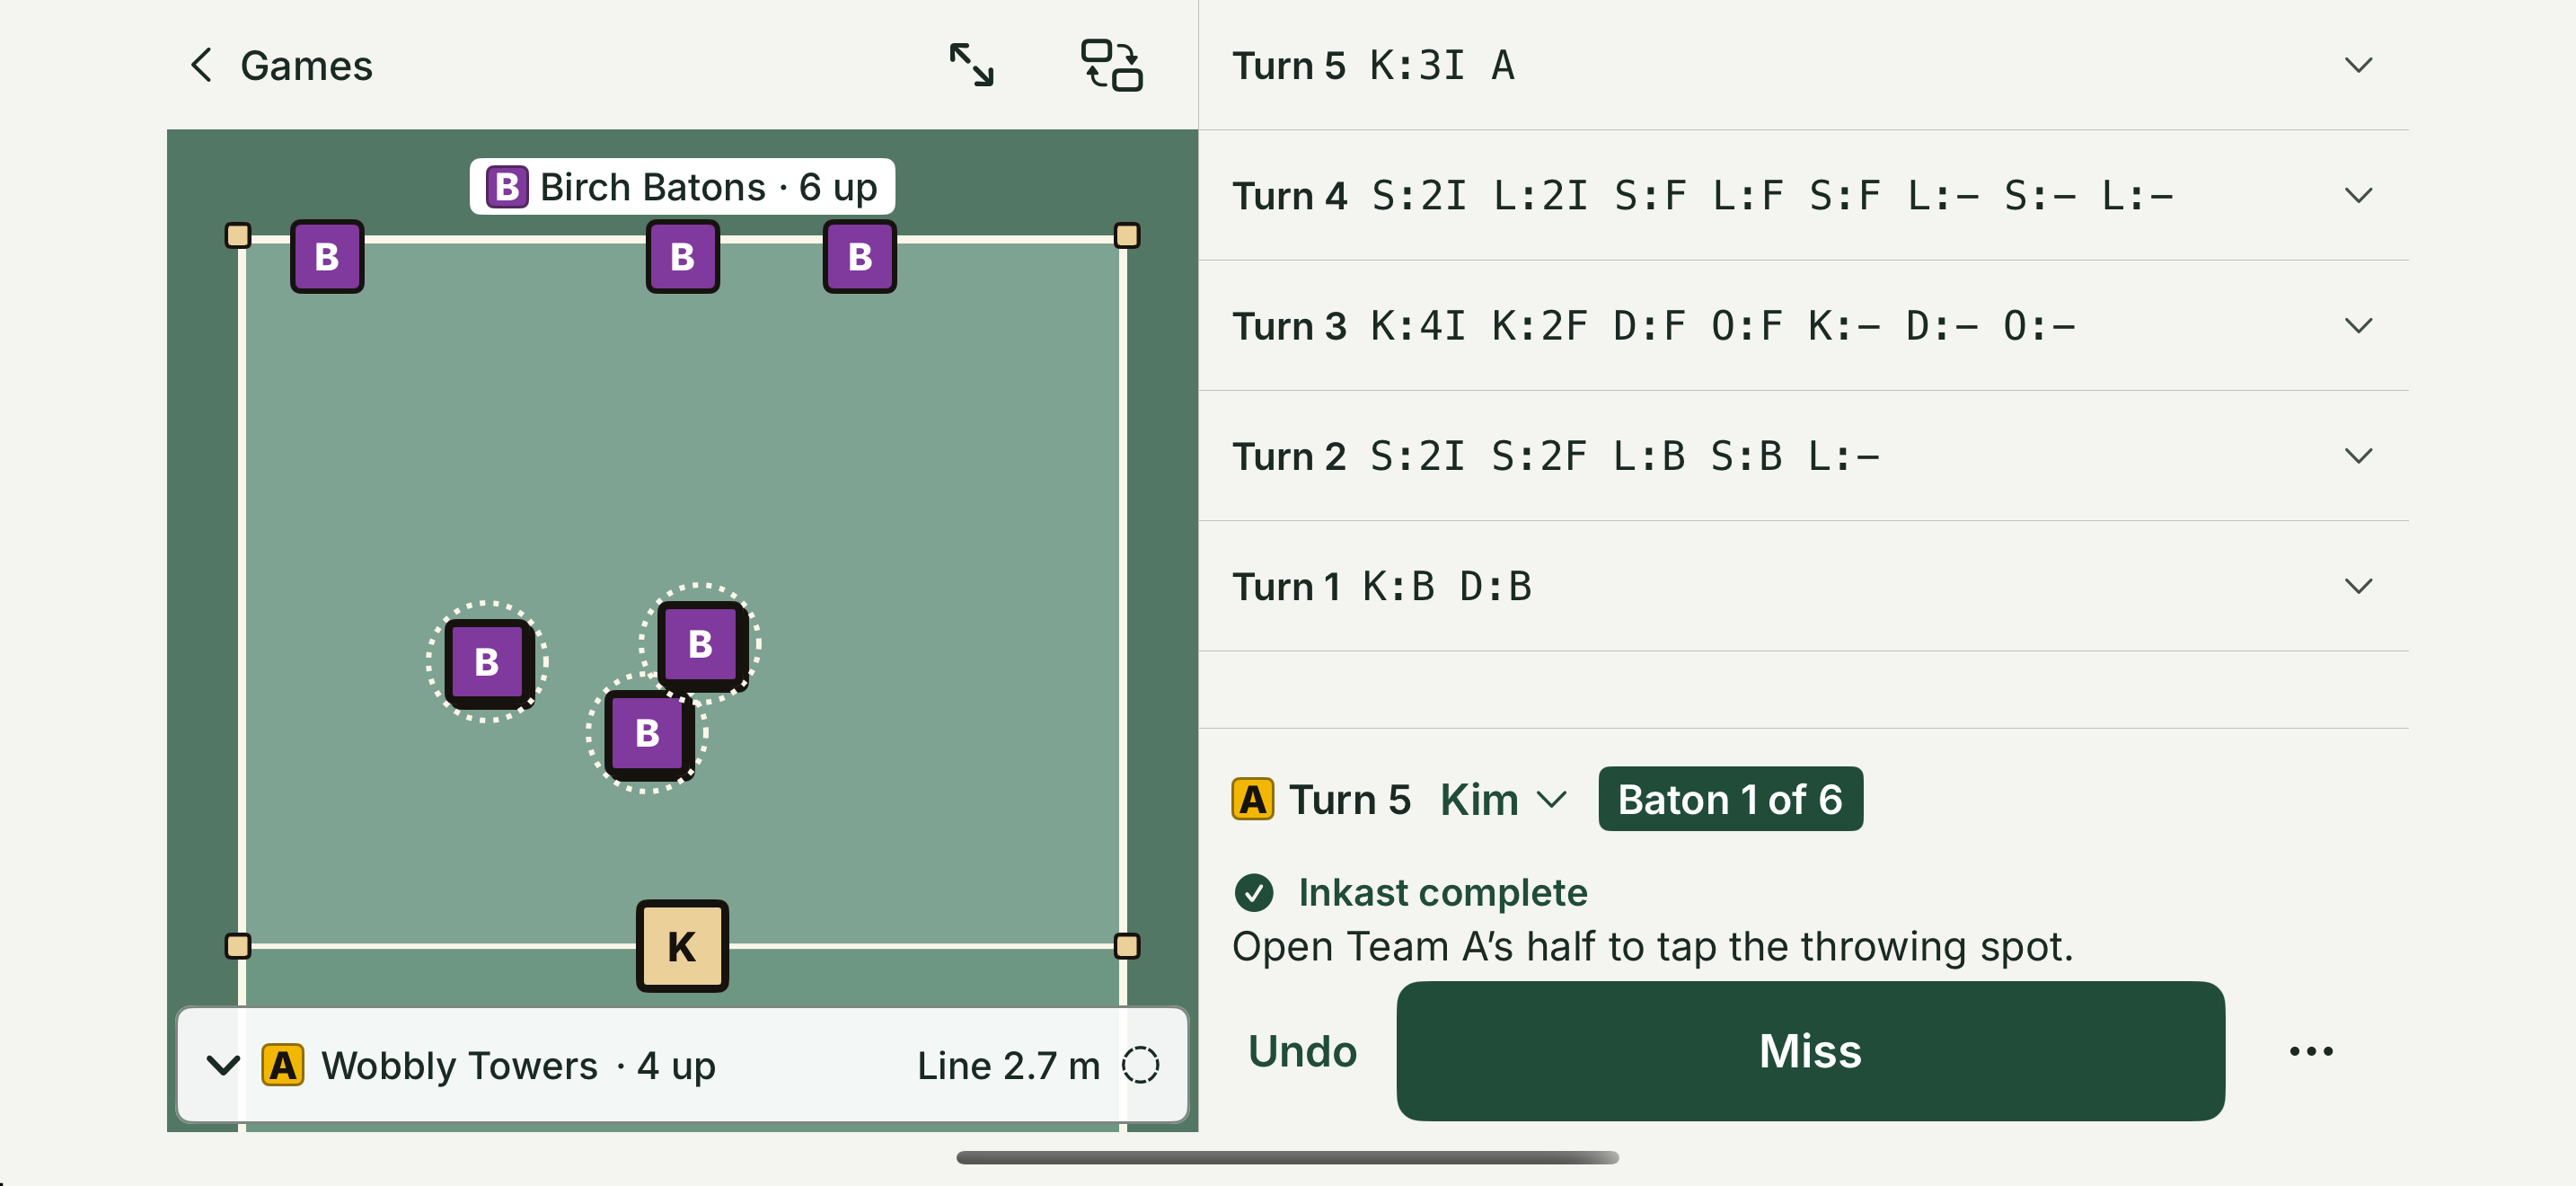 Games
B Birch Batons · 6 up
B B B
B
B
B
K
A Wobbly Towers · 4 up Line 2.7 m
Turn 5 K:3I A
Turn 4 S:2I L:2I S:F L:F S:F L:– S:– L:–
Turn 3 K:4I K:2F D:F O:F K:– D:– O:–
Turn 2 S:2I S:2F L:B S:B L:–
Turn 1 K:B D:B
A Turn 5 Kim Baton 1 of 6
Inkast complete
Open Team A’s half to tap the throwing spot.
Undo Miss